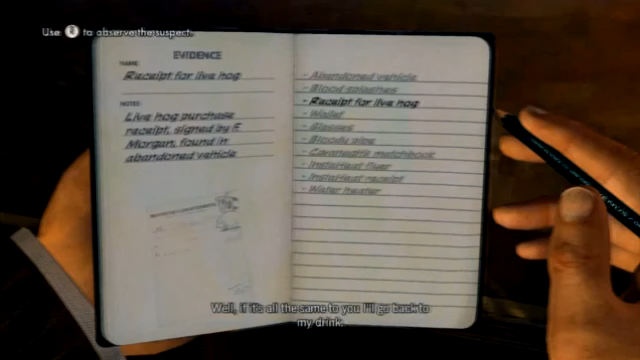 Use R to observe the suspect.
EVIDENCE
NAME:
Receipt for live hog
NOTES:
Live hog purchase
receipt, signed by F.
Morgan, found in
abandoned vehicle
- Abandoned vehicle
- Blood splashes
- Receipt for live hog
- Wallet
- Glasses
- Bloody pipe
- Cavanagh's matchbook
- InstaHeat flyer
- InstaHeat receipt
- Water heater
Well, if it's all the same to you I'll go back to
my drink.